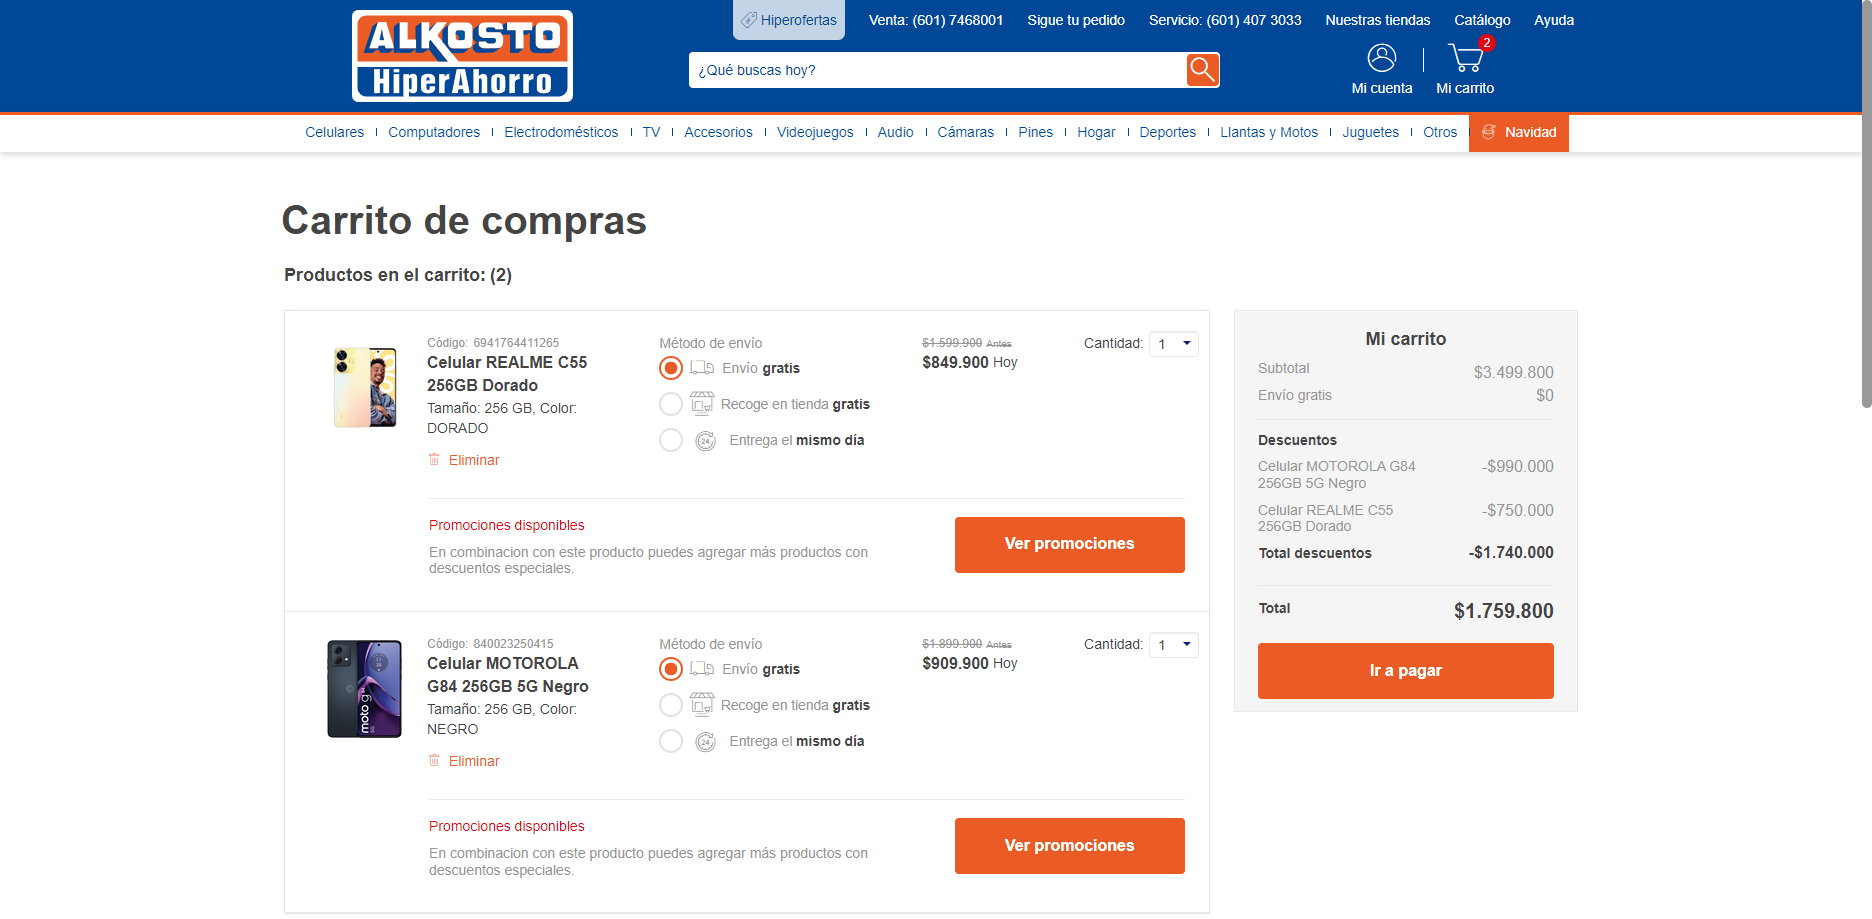 ALKOSTO
HiperAhorro
Hiperofertas
Venta: (601) 7468001
Sigue tu pedido
Servicio: (601) 407 3033
Nuestras tiendas
Catálogo
Ayuda
¿Qué buscas hoy?
2
Mi cuenta
Mi carrito
Celulares
Computadores
Electrodomésticos
TV
Accesorios
Videojuegos
Audio
Cámaras
Pines
Hogar
Deportes
Llantas y Motos
Juguetes
Otros
Navidad
Carrito de compras
Productos en el carrito: (2)
Código: 6941764411265
Celular REALME C55
256GB Dorado
Tamaño: 256 GB, Color:
DORADO
Eliminar
Método de envío
Envío gratis
Recoge en tienda gratis
24
Entrega el mismo día
$1.599.900 Antes
$849.900 Hoy
Cantidad: 1
Promociones disponibles
En combinacion con este producto puedes agregar más productos con
descuentos especiales.
Ver promociones
moto g84
5G
Código: 840023250415
Celular MOTOROLA
G84 256GB 5G Negro
Tamaño: 256 GB, Color:
NEGRO
Eliminar
Método de envío
Envío gratis
Recoge en tienda gratis
24
Entrega el mismo día
$1.899.900 Antes
$909.900 Hoy
Cantidad: 1
Promociones disponibles
En combinacion con este producto puedes agregar más productos con
descuentos especiales.
Ver promociones
Mi carrito
Subtotal $3.499.800
Envío gratis $0
Descuentos
Celular MOTOROLA G84 -$990.000
256GB 5G Negro
Celular REALME C55 -$750.000
256GB Dorado
Total descuentos -$1.740.000
Total $1.759.800
Ir a pagar